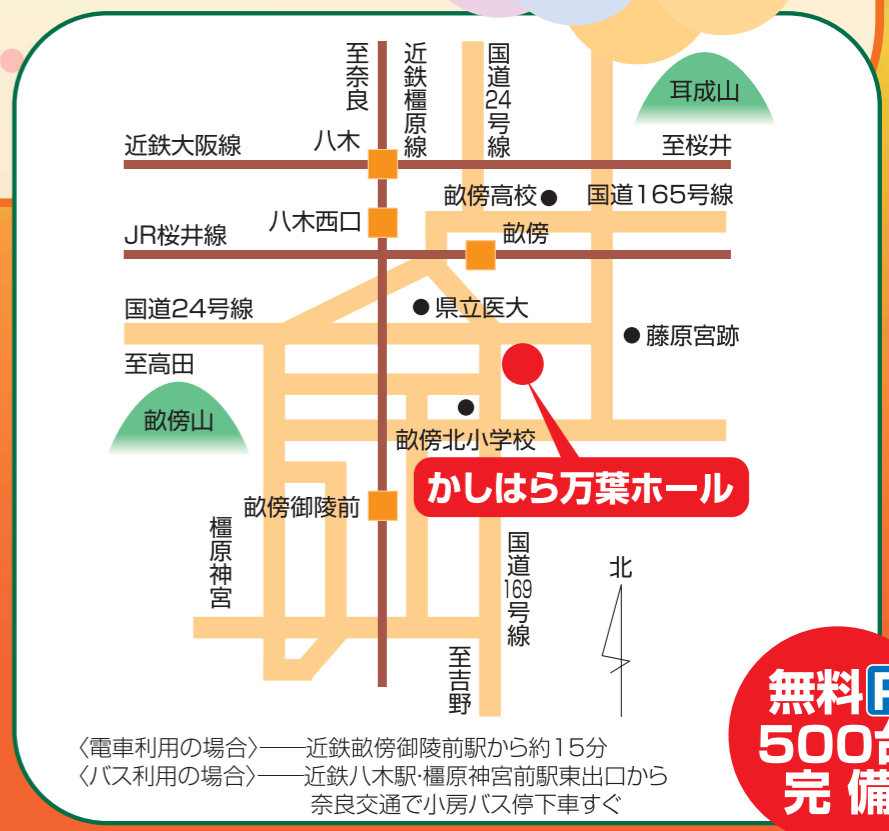 至奈良
近鉄橿原線
国道24号線
耳成山
近鉄大阪線
八木
至桜井
畝傍高校
国道165号線
八木西口
JR桜井線
畝傍
国道24号線
県立医大
藤原宮跡
至高田
畝傍山
畝傍北小学校
かしはら万葉ホール
畝傍御陵前
橿原神宮
国道169号線
北
至吉野
無料P
500台
完備
〈電車利用の場合〉――近鉄畝傍御陵前駅から約15分
〈バス利用の場合〉――近鉄八木駅・橿原神宮前駅東出口から
奈良交通で小房バス停下車すぐ